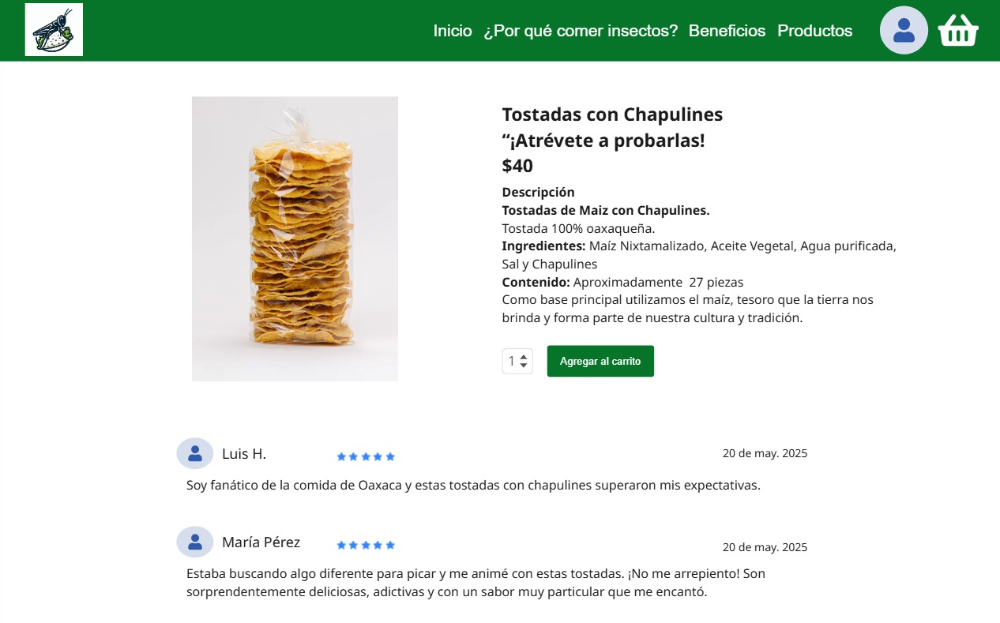 Inicio ¿Por qué comer insectos? Beneficios Productos
Tostadas con Chapulines
“¡Atrévete a probarlas!
$40
Descripción
Tostadas de Maiz con Chapulines.
Tostada 100% oaxaqueña.
Ingredientes: Maíz Nixtamalizado, Aceite Vegetal, Agua purificada,
Sal y Chapulines
Contenido: Aproximadamente  27 piezas
Como base principal utilizamos el maíz, tesoro que la tierra nos
brinda y forma parte de nuestra cultura y tradición.
1 Agregar al carrito
Luis H. 20 de may. 2025
Soy fanático de la comida de Oaxaca y estas tostadas con chapulines superaron mis expectativas.
María Pérez 20 de may. 2025
Estaba buscando algo diferente para picar y me animé con estas tostadas. ¡No me arrepiento! Son
sorprendentemente deliciosas, adictivas y con un sabor muy particular que me encantó.